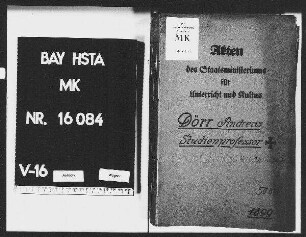 BAY HSTA
MK
NR. 16 084
V-16
MK
Akten
des Staatsministeriums
für
Unterricht und Kultus
Dörr Andreas
Studienprofessor
1899